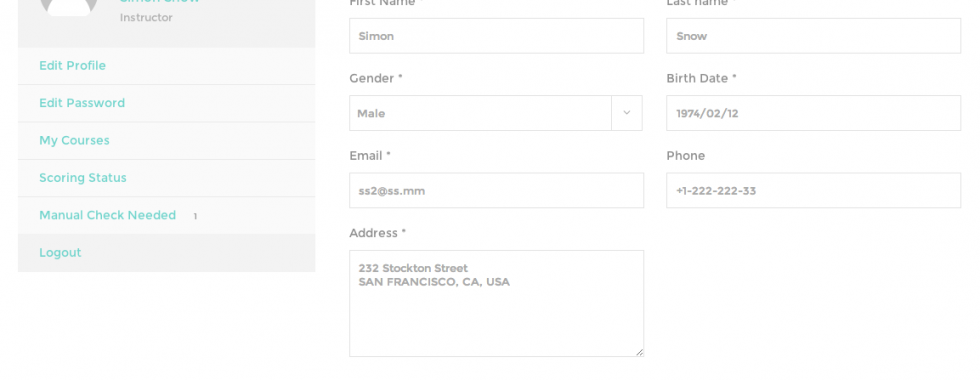 Simon Snow
Instructor
Edit Profile
Edit Password
My Courses
Scoring Status
Manual Check Needed 1
Logout
First Name *
Last name *
Simon
Snow
Gender *
Birth Date *
Male
1974/02/12
Email *
Phone
ss2@ss.mm
+1-222-222-33
Address *
232 Stockton Street
SAN FRANCISCO, CA, USA